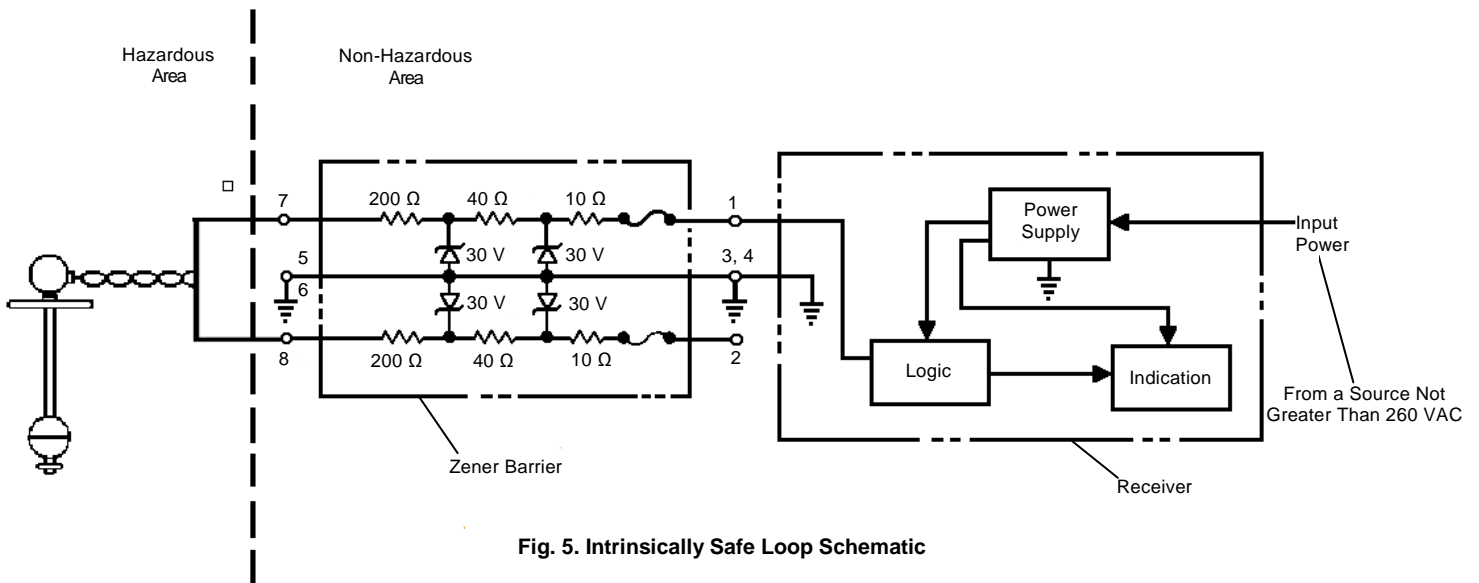 Hazardous
Area
Non-Hazardous
Area
7
200 Ω
40 Ω
10 Ω
1
30 V
30 V
5
6
3, 4
30 V
30 V
8
200 Ω
40 Ω
10 Ω
2
Zener Barrier
Power
Supply
Input
Power
Logic
Indication
From a Source Not
Greater Than 260 VAC
Receiver
Fig. 5. Intrinsically Safe Loop Schematic